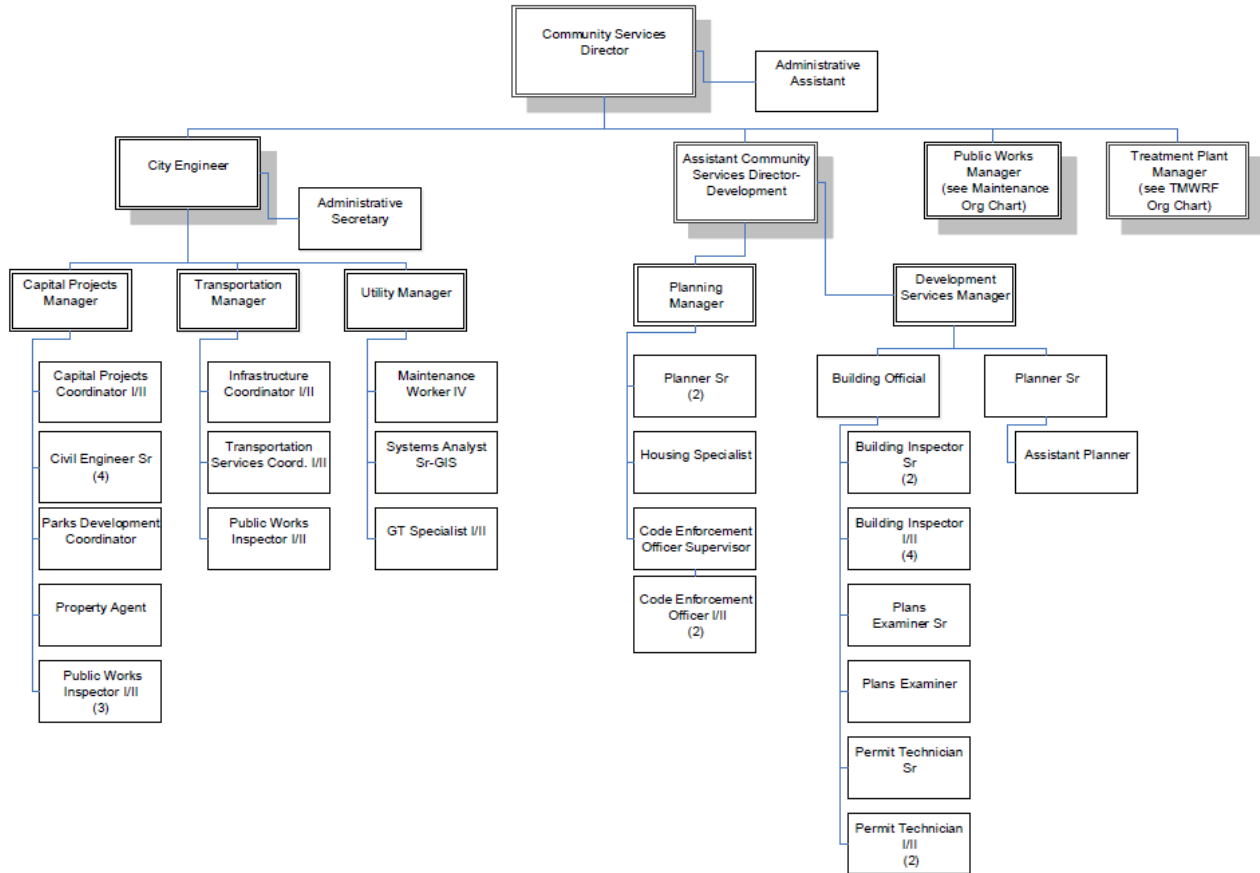 Community Services
Director
Administrative
Assistant
City Engineer
Administrative
Secretary
Assistant Community
Services Director-
Development
Public Works
Manager
(see Maintenance
Org Chart)
Treatment Plant
Manager
(see TMWRF
Org Chart)
Capital Projects
Manager
Transportation
Manager
Utility Manager
Planning
Manager
Development
Services Manager
Capital Projects
Coordinator I/II
Civil Engineer Sr
(4)
Parks Development
Coordinator
Property Agent
Public Works
Inspector I/II
(3)
Infrastructure
Coordinator I/II
Transportation
Services Coord. I/II
Public Works
Inspector I/II
Maintenance
Worker IV
Systems Analyst
Sr-GIS
GT Specialist I/II
Planner Sr
(2)
Housing Specialist
Code Enforcement
Officer Supervisor
Code Enforcement
Officer I/II
(2)
Building Official
Building Inspector
Sr
(2)
Building Inspector
I/II
(4)
Plans
Examiner Sr
Plans Examiner
Permit Technician
Sr
Permit Technician
I/II
(2)
Planner Sr
Assistant Planner